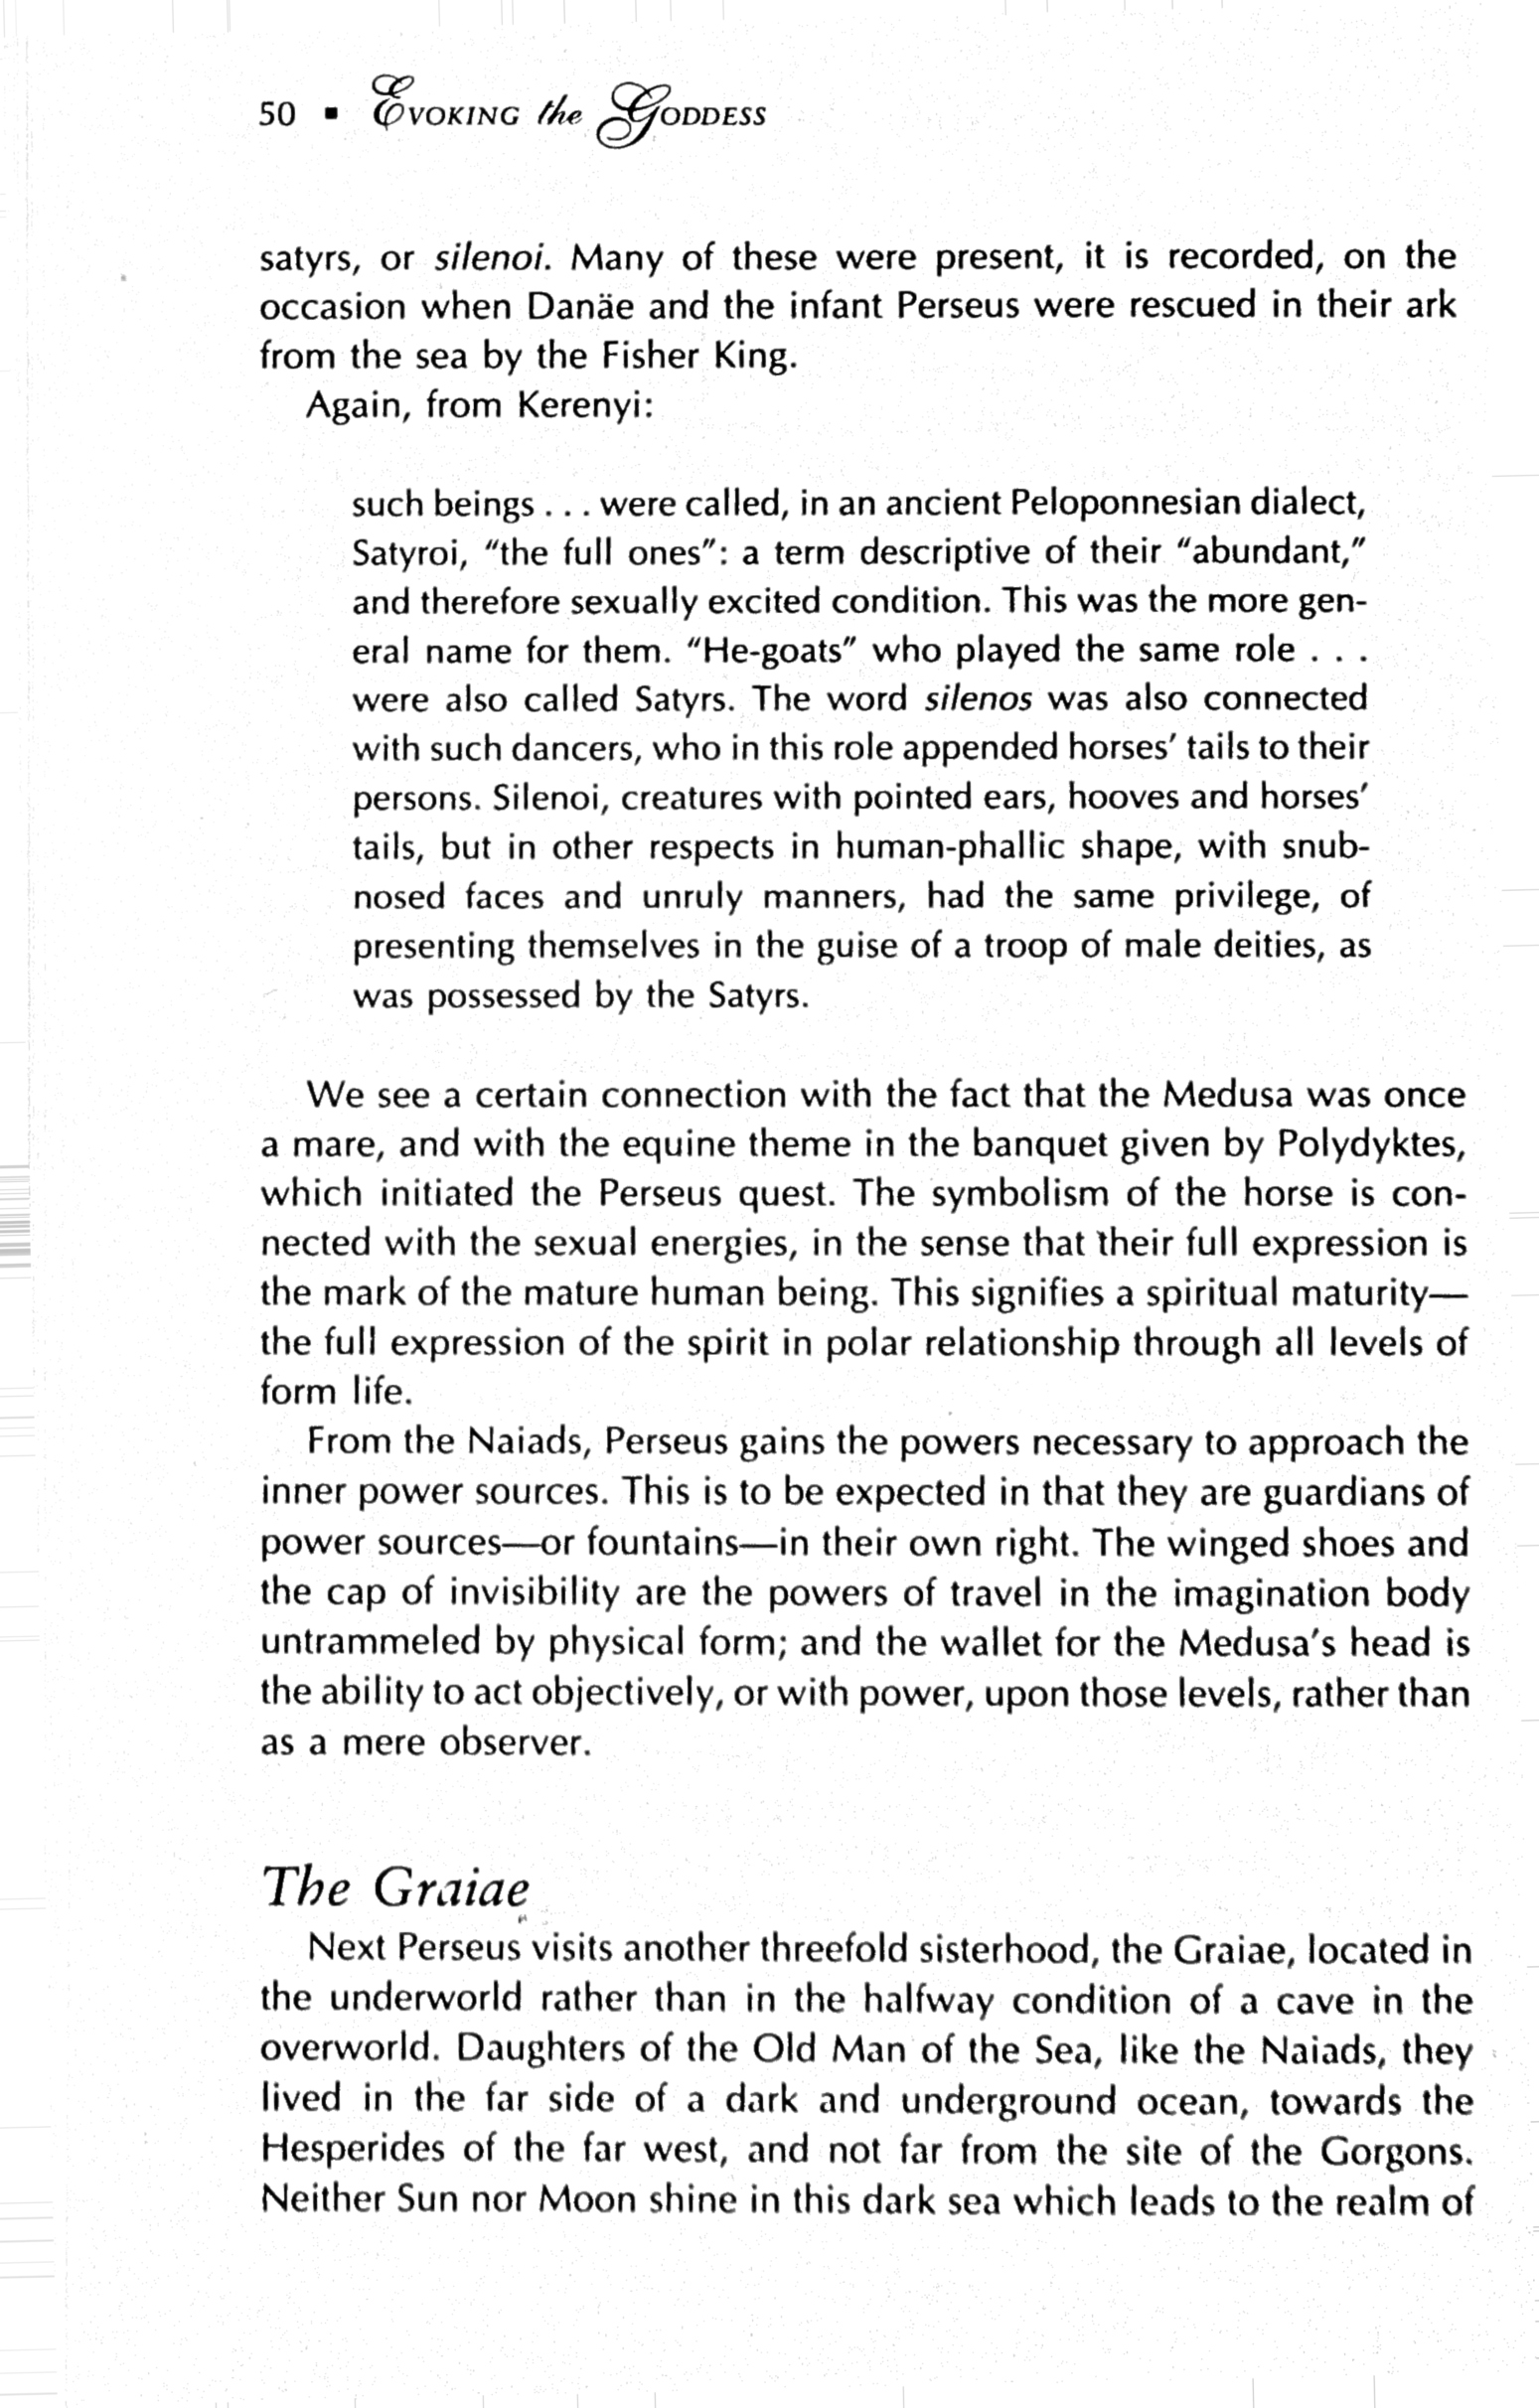 50 ▪ Evoking the Goddess
satyrs, or silenoi. Many of these were present, it is recorded, on the
occasion when Danäe and the infant Perseus were rescued in their ark
from the sea by the Fisher King.
Again, from Kerenyi:
such beings . . . were called, in an ancient Peloponnesian dialect,
Satyroi, "the full ones": a term descriptive of their "abundant,"
and therefore sexually excited condition. This was the more gen-
eral name for them. "He-goats" who played the same role . . .
were also called Satyrs. The word silenos was also connected
with such dancers, who in this role appended horses' tails to their
persons. Silenoi, creatures with pointed ears, hooves and horses'
tails, but in other respects in human-phallic shape, with snub-
nosed faces and unruly manners, had the same privilege, of
presenting themselves in the guise of a troop of male deities, as
was possessed by the Satyrs.
We see a certain connection with the fact that the Medusa was once
a mare, and with the equine theme in the banquet given by Polydyktes,
which initiated the Perseus quest. The symbolism of the horse is con-
nected with the sexual energies, in the sense that their full expression is
the mark of the mature human being. This signifies a spiritual maturity—
the full expression of the spirit in polar relationship through all levels of
form life.
From the Naiads, Perseus gains the powers necessary to approach the
inner power sources. This is to be expected in that they are guardians of
power sources—or fountains—in their own right. The winged shoes and
the cap of invisibility are the powers of travel in the imagination body
untrammeled by physical form; and the wallet for the Medusa's head is
the ability to act objectively, or with power, upon those levels, rather than
as a mere observer.
The Graiae
Next Perseus visits another threefold sisterhood, the Graiae, located in
the underworld rather than in the halfway condition of a cave in the
overworld. Daughters of the Old Man of the Sea, like the Naiads, they
lived in the far side of a dark and underground ocean, towards the
Hesperides of the far west, and not far from the site of the Gorgons.
Neither Sun nor Moon shine in this dark sea which leads to the realm of